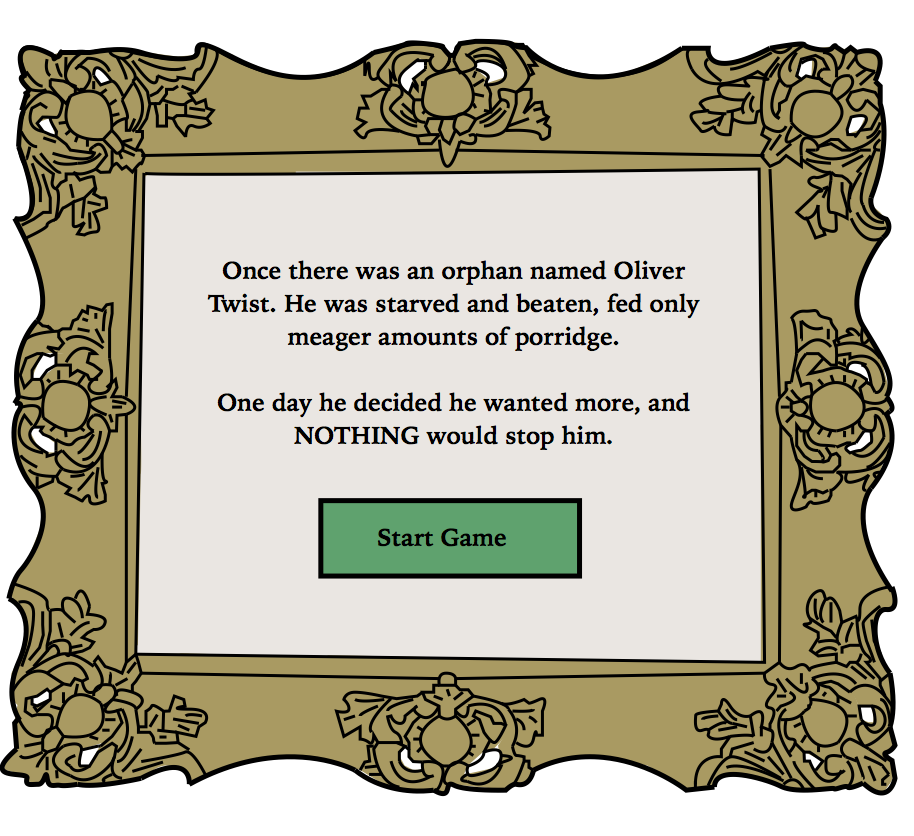 Once there was an orphan named Oliver
Twist. He was starved and beaten, fed only
meager amounts of porridge.
One day he decided he wanted more, and
NOTHING would stop him.
Start Game